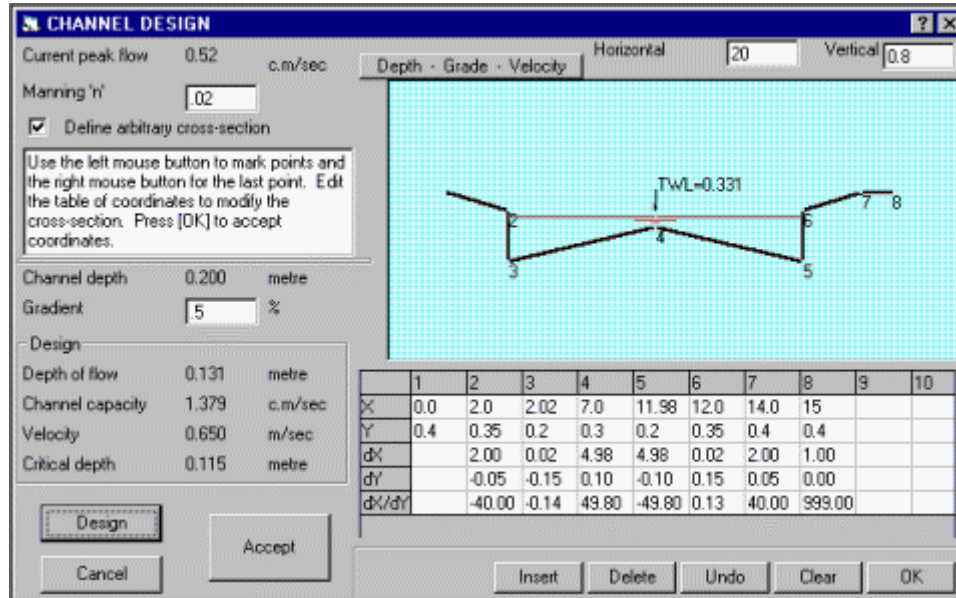 CHANNEL DESIGN
Current peak flow 0.52 c.m/sec
Manning 'n' .02
Define arbitrary cross-section
Use the left mouse button to mark points and
the right mouse button for the last point. Edit
the table of coordinates to modify the
cross-section. Press [OK] to accept
coordinates.
Channel depth 0.200 metre
Gradient .5 %
Design
Depth of flow 0.131 metre
Channel capacity 1.379 c.m/sec
Velocity 0.650 m/sec
Critical depth 0.115 metre
Design
Cancel
Accept
Depth - Grade - Velocity
Horizontal 20 Vertical 0.8
TWL=0.331
2 3 4 5 6 7 8
1 2 3 4 5 6 7 8 9 10
X 0.0 2.0 2.02 7.0 11.98 12.0 14.0 15
Y 0.4 0.35 0.2 0.3 0.2 0.35 0.4 0.4
dX 2.00 0.02 4.98 4.98 0.02 2.00 1.00
dY -0.05 -0.15 0.10 -0.10 0.15 0.05 0.00
dX/dY -40.00 -0.14 49.80 -49.80 0.13 40.00 999.00
Insert Delete Undo Clear OK